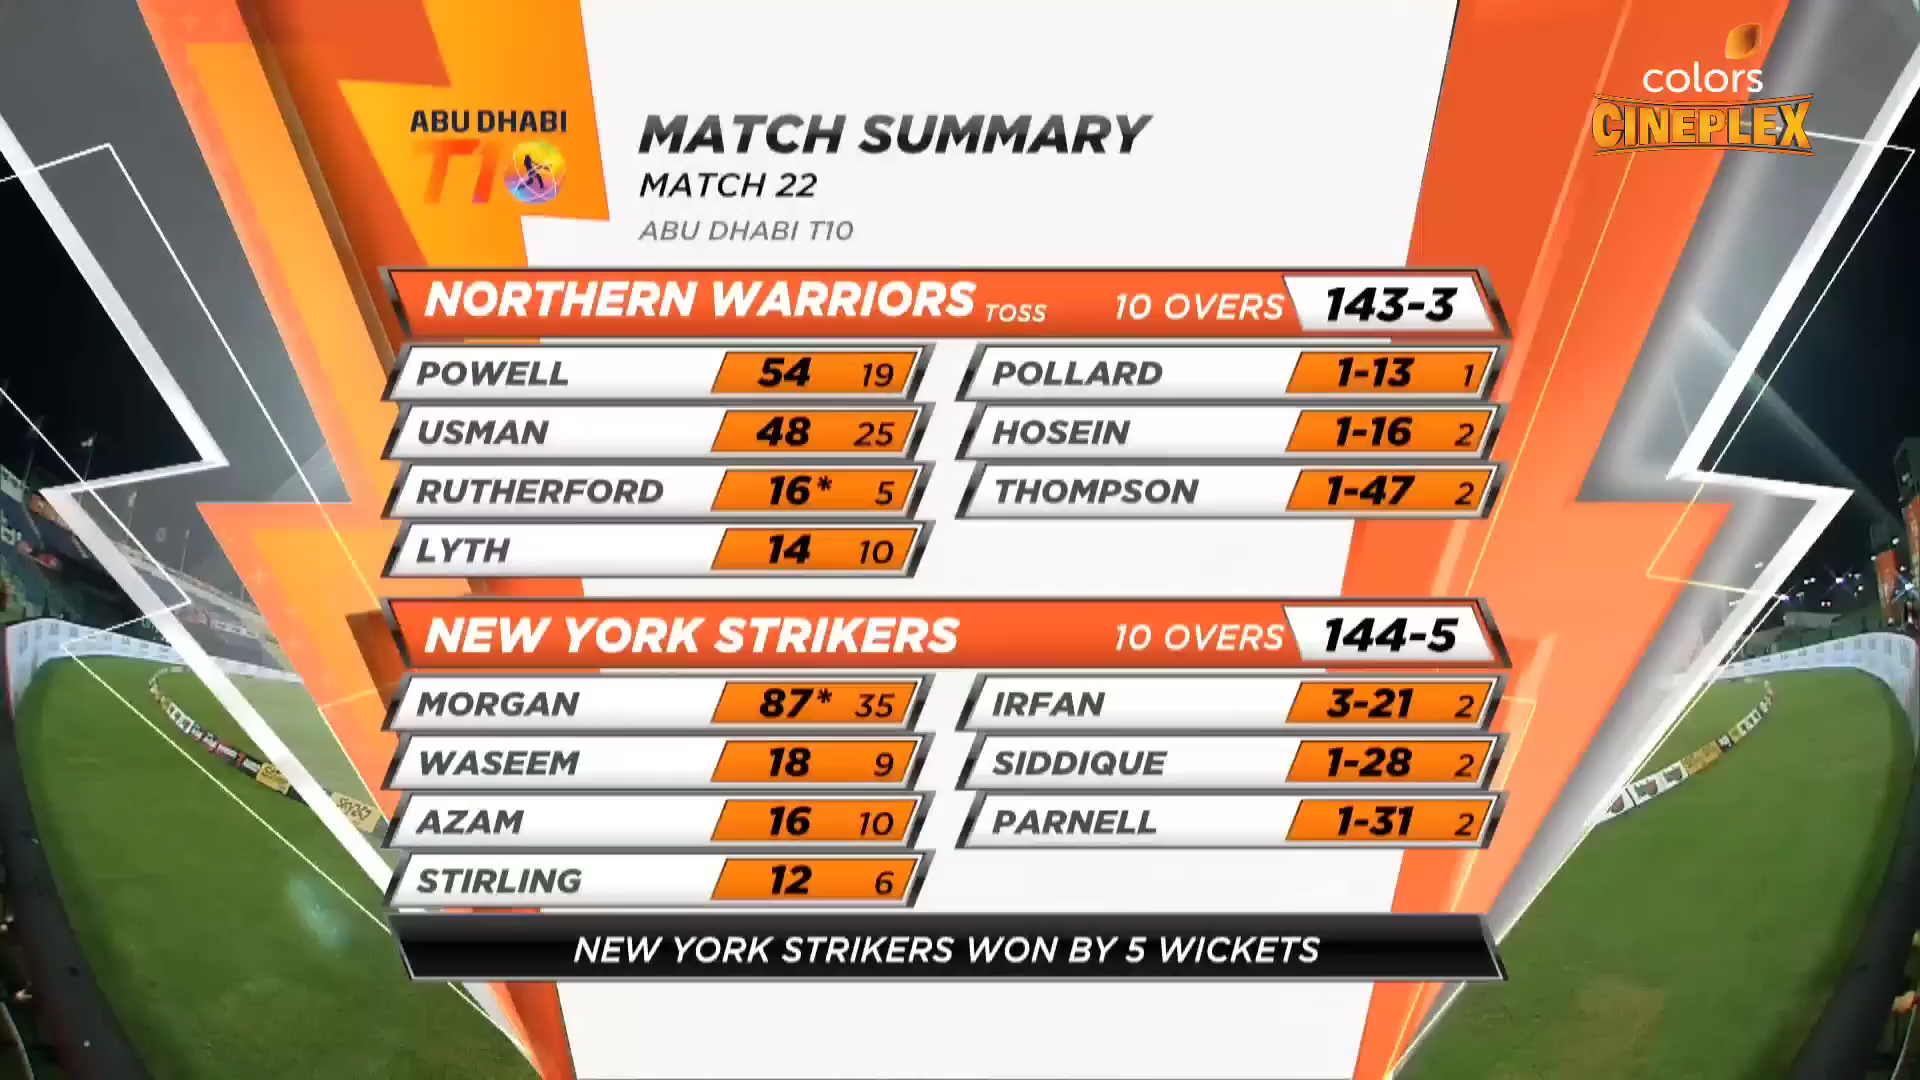 colors
CINEPLEX
ABU DHABI
T10
MATCH SUMMARY
MATCH 22
ABU DHABI T10
NORTHERN WARRIORS TOSS 10 OVERS 143-3
POWELL 54 19 POLLARD 1-13 1
USMAN 48 25 HOSEIN 1-16 2
RUTHERFORD 16* 5 THOMPSON 1-47 2
LYTH 14 10
NEW YORK STRIKERS 10 OVERS 144-5
MORGAN 87* 35 IRFAN 3-21 2
WASEEM 18 9 SIDDIQUE 1-28 2
AZAM 16 10 PARNELL 1-31 2
STIRLING 12 6
NEW YORK STRIKERS WON BY 5 WICKETS